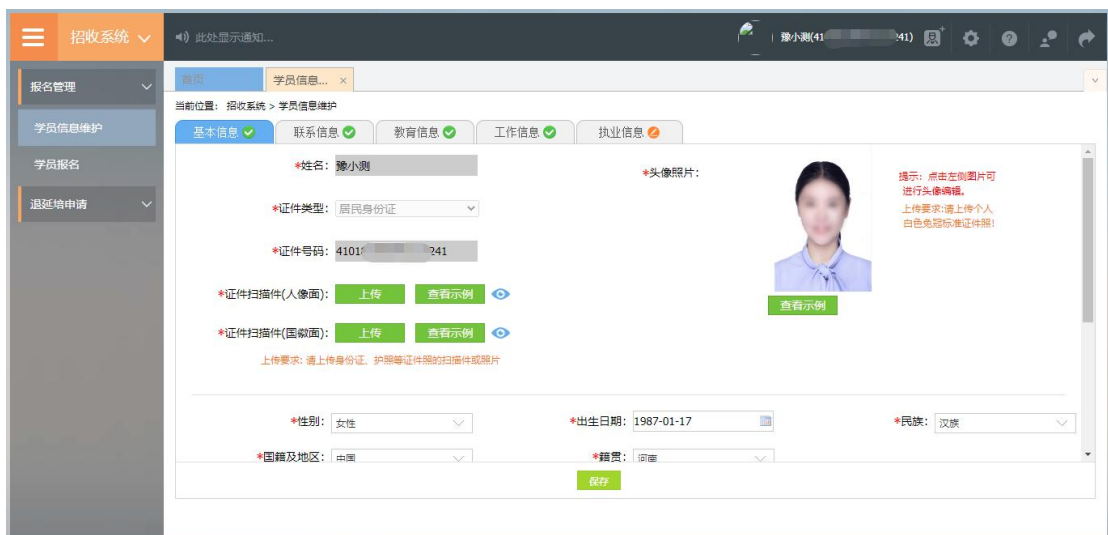 招收系统
此处显示通知...
豫小测(41 241)
报名管理
学员信息维护
学员报名
退延培申请
首页
学员信息... ×
当前位置: 招收系统 > 学员信息维护
基本信息
联系信息
教育信息
工作信息
执业信息
*姓名: 豫小测
*头像照片:
提示: 点击左侧图片可
进行头像编辑。
上传要求:请上传个人
白色免冠标准证件照!
*证件类型: 居民身份证
*证件号码: 4101 241
查看示例
*证件扫描件(人像面): 上传 查看示例
*证件扫描件(国徽面): 上传 查看示例
上传要求: 请上传身份证、护照等证件照的扫描件或照片
*性别: 女性
*出生日期: 1987-01-17
*民族: 汉族
*国籍及地区: 中国
*籍贯: 河南
保存